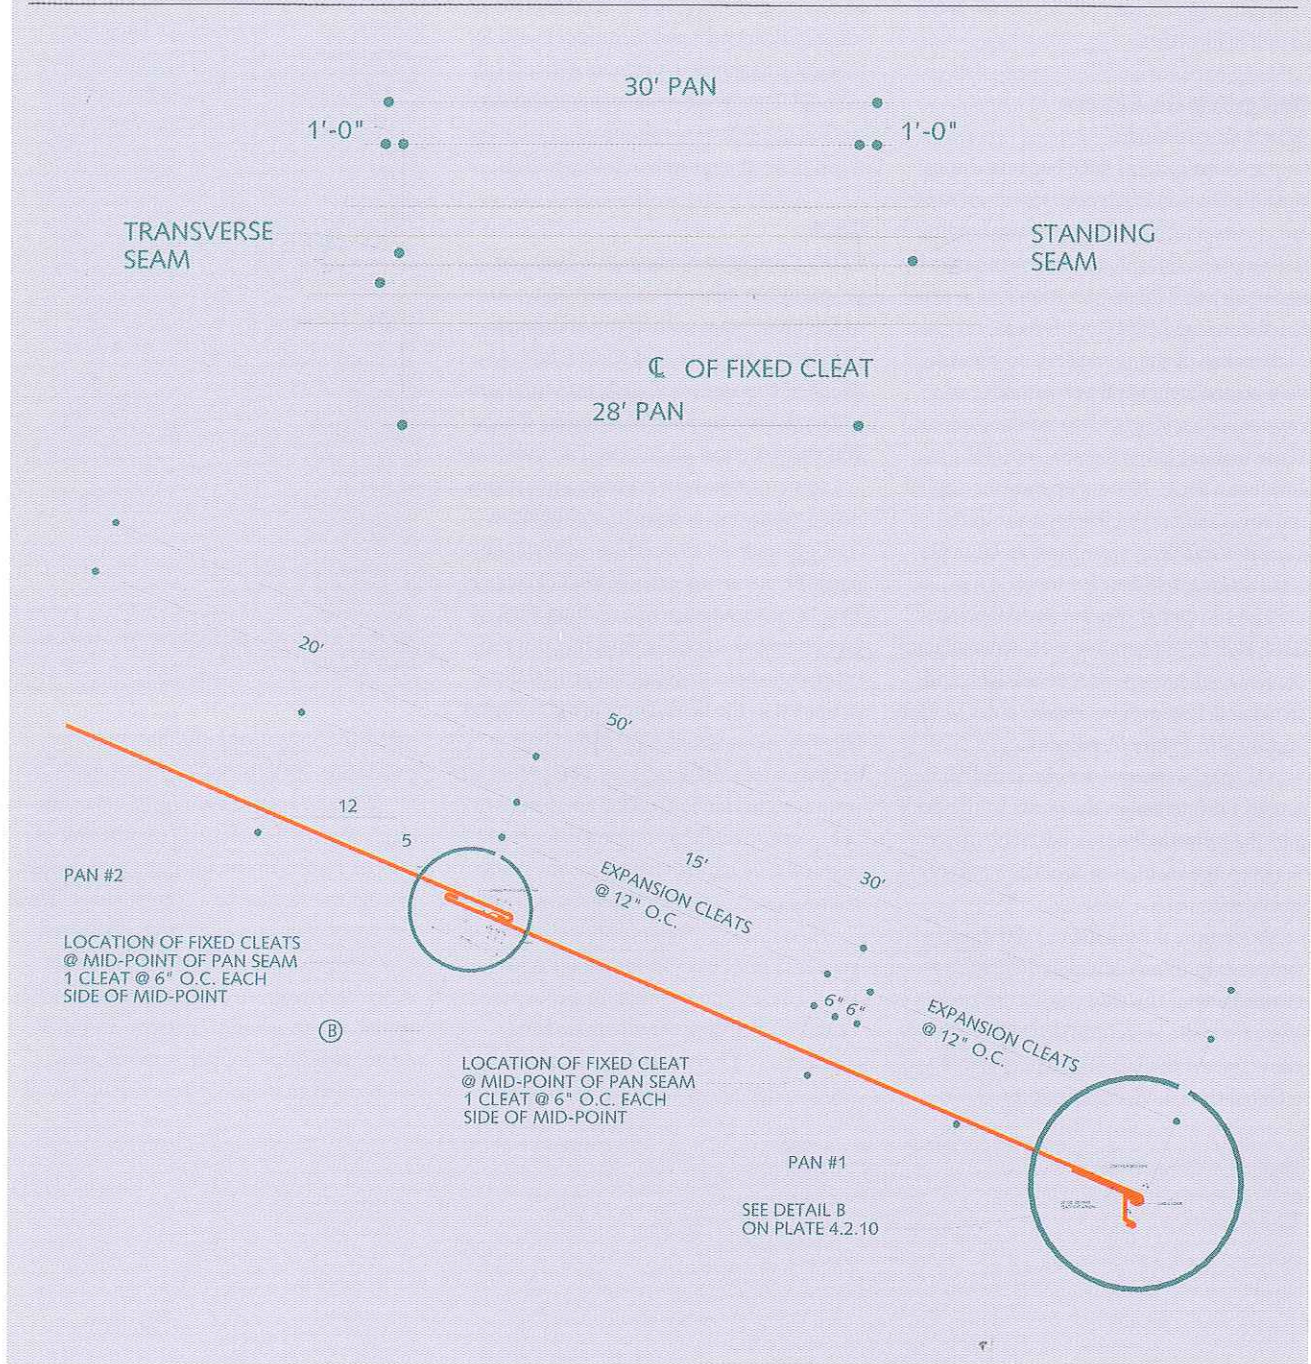 30' PAN
1'-0"
1'-0"
TRANSVERSE
SEAM
STANDING
SEAM
℄ OF FIXED CLEAT
28' PAN
20'
50'
12
5
15'
30'
EXPANSION CLEATS
@ 12" O.C.
PAN #2
LOCATION OF FIXED CLEATS
@ MID-POINT OF PAN SEAM
1 CLEAT @ 6" O.C. EACH
SIDE OF MID-POINT
6" 6"
EXPANSION CLEATS
@ 12" O.C.
B
LOCATION OF FIXED CLEAT
@ MID-POINT OF PAN SEAM
1 CLEAT @ 6" O.C. EACH
SIDE OF MID-POINT
PAN #1
SEE DETAIL B
ON PLATE 4.2.10